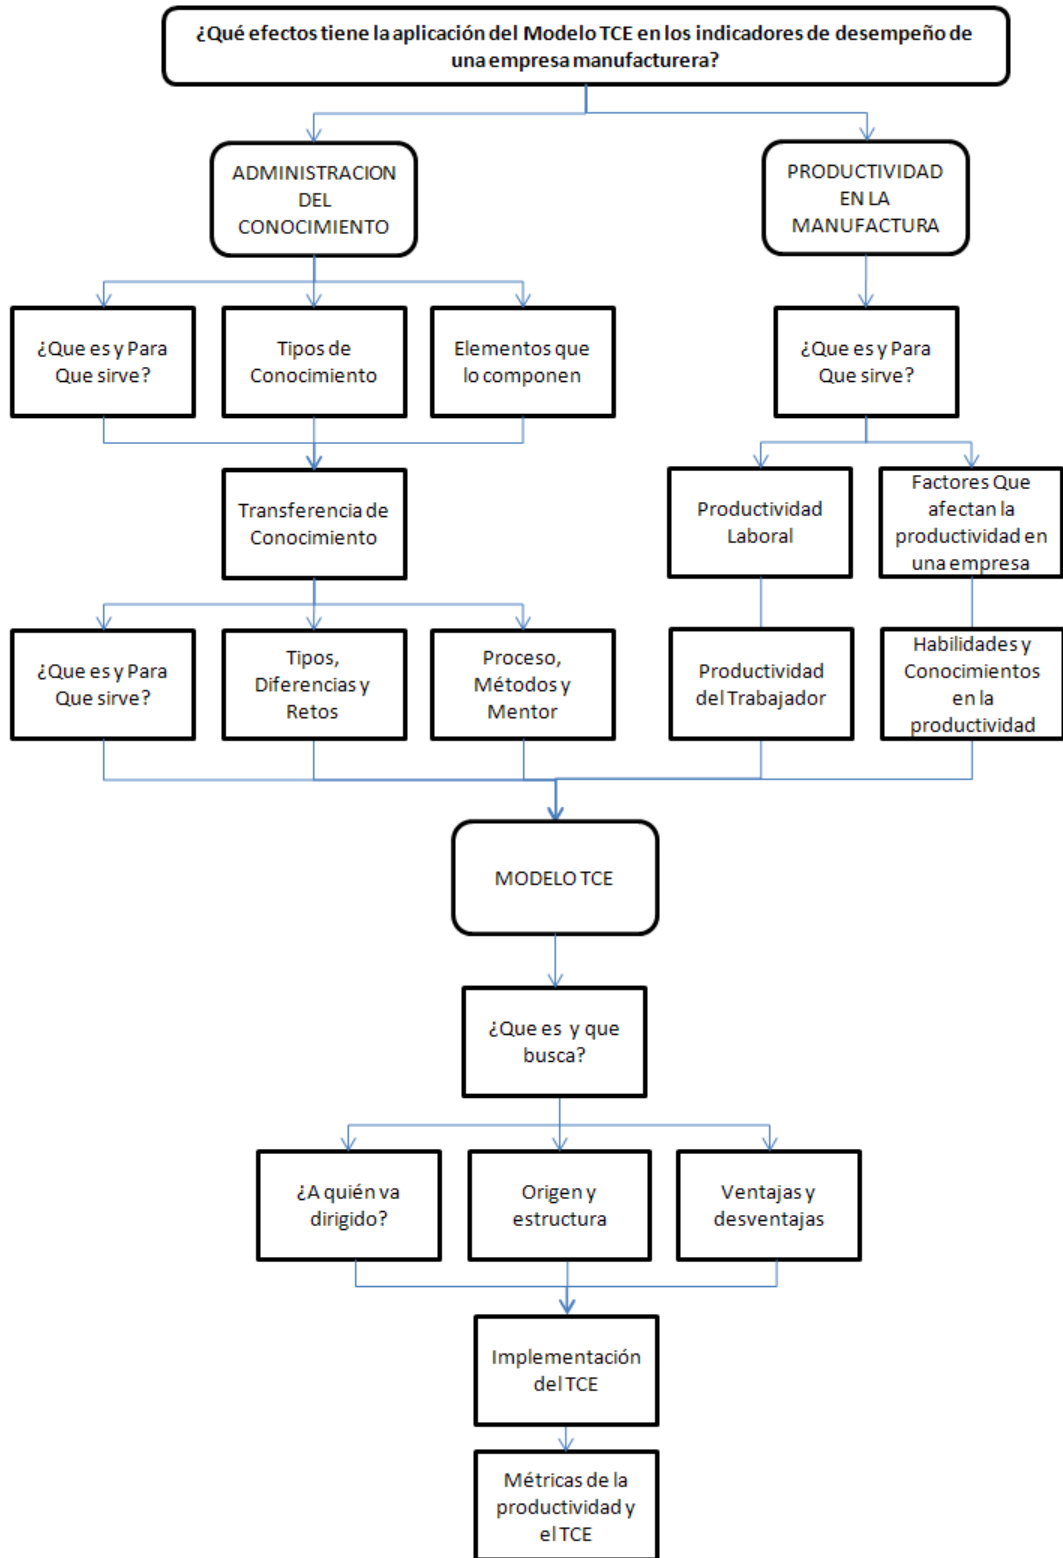 ¿Qué efectos tiene la aplicación del Modelo TCE en los indicadores de desempeño de
una empresa manufacturera?
ADMINISTRACION
DEL
CONOCIMIENTO
PRODUCTIVIDAD
EN LA
MANUFACTURA
¿Que es y Para
Que sirve?
Tipos de
Conocimiento
Elementos que
lo componen
¿Que es y Para
Que sirve?
Transferencia de
Conocimiento
Productividad
Laboral
Factores Que
afectan la
productividad en
una empresa
¿Que es y Para
Que sirve?
Tipos,
Diferencias y
Retos
Proceso,
Métodos y
Mentor
Productividad
del Trabajador
Habilidades y
Conocimientos
en la
productividad
MODELO TCE
¿Que es y que
busca?
¿A quién va
dirigido?
Origen y
estructura
Ventajas y
desventajas
Implementación
del TCE
Métricas de la
productividad y
el TCE